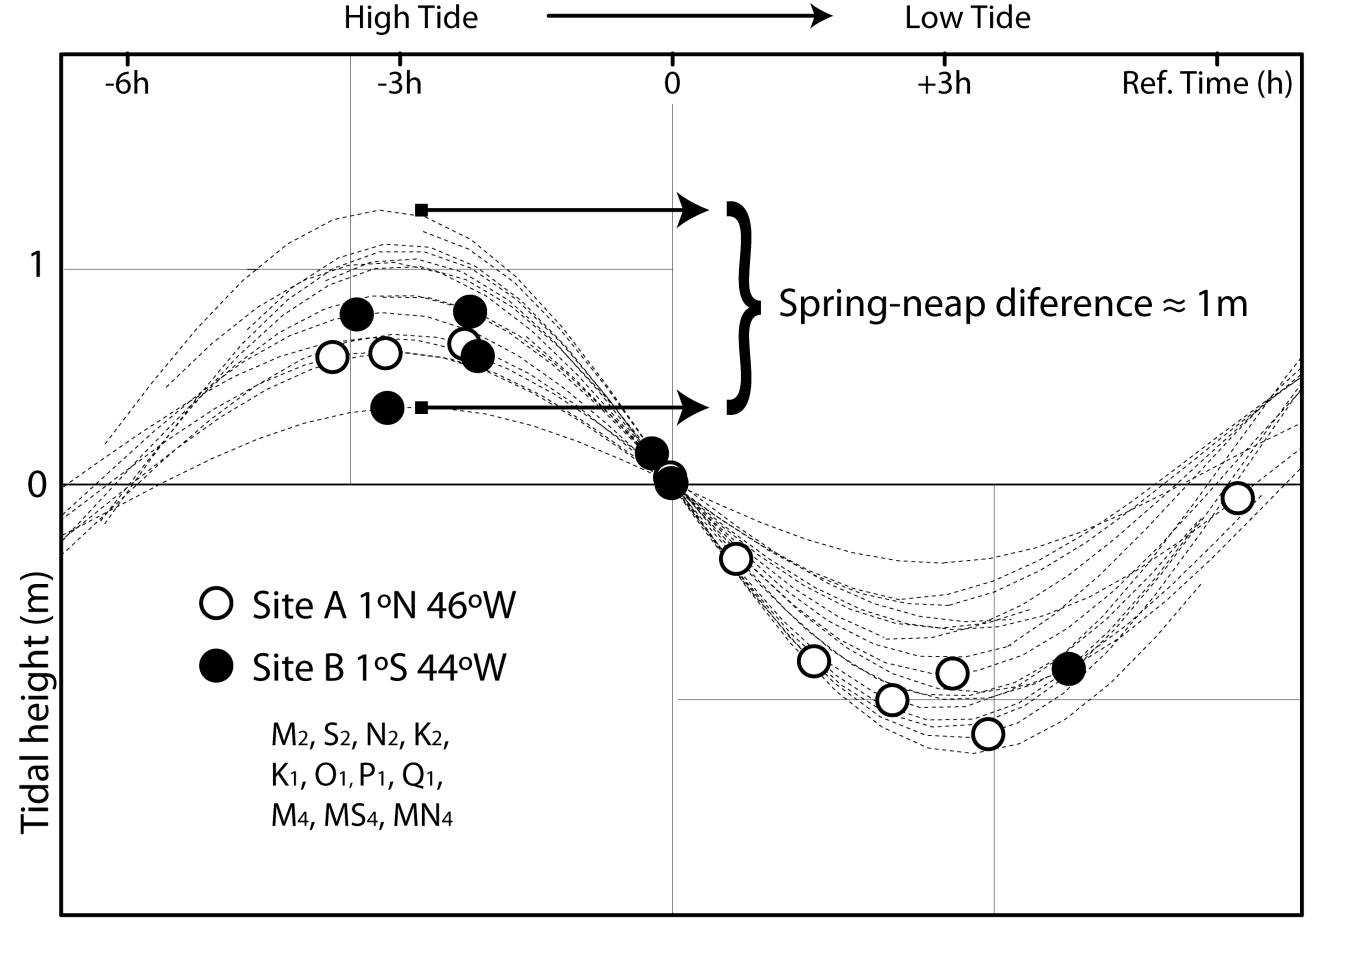 High Tide Low Tide
-6h -3h 0 +3h Ref. Time (h)
1
Spring-neap diference ≈ 1m
0
Tidal height (m)
Site A 1ºN 46ºW
Site B 1ºS 44ºW
M2, S2, N2, K2,
K1, O1, P1, Q1,
M4, MS4, MN4